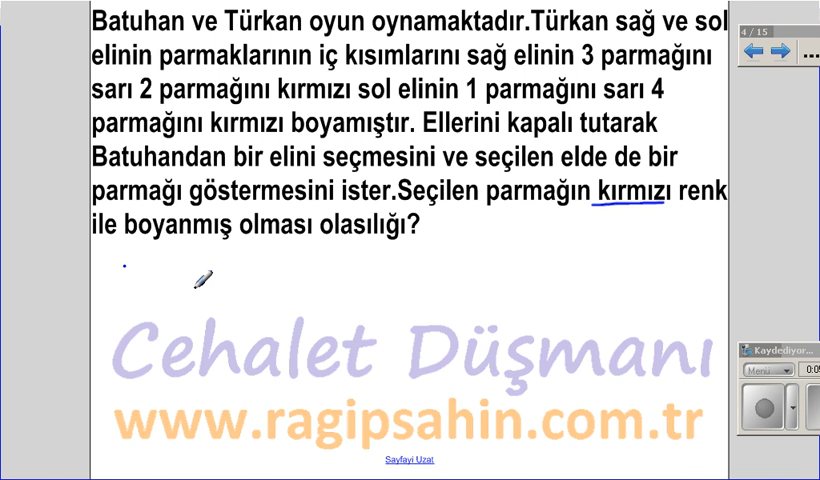 Batuhan ve Türkan oyun oynamaktadır.Türkan sağ ve sol
elinin parmaklarının iç kısımlarını sağ elinin 3 parmağını
sarı 2 parmağını kırmızı sol elinin 1 parmağını sarı 4
parmağını kırmızı boyamıştır. Ellerini kapalı tutarak
Batuhandan bir elini seçmesini ve seçilen elde de bir
parmağı göstermesini ister.Seçilen parmağın kırmızı renk
ile boyanmış olması olasılığı?
Cehalet Düşmanı
www.ragipsahin.com.tr
Sayfayi Uzat
4 / 15
...
Kaydediyor...
Menü